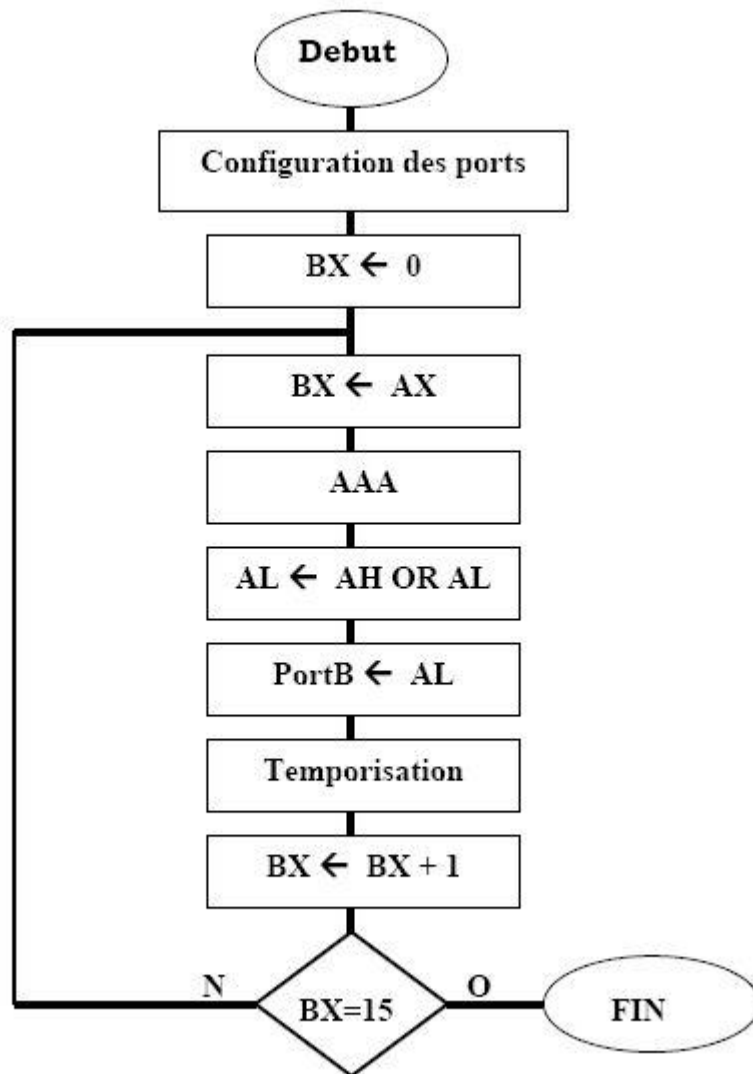 Debut
Configuration des ports
BX ← 0
BX ← AX
AAA
AL ← AH OR AL
PortB ← AL
Temporisation
BX ← BX + 1
N
O
BX=15
FIN